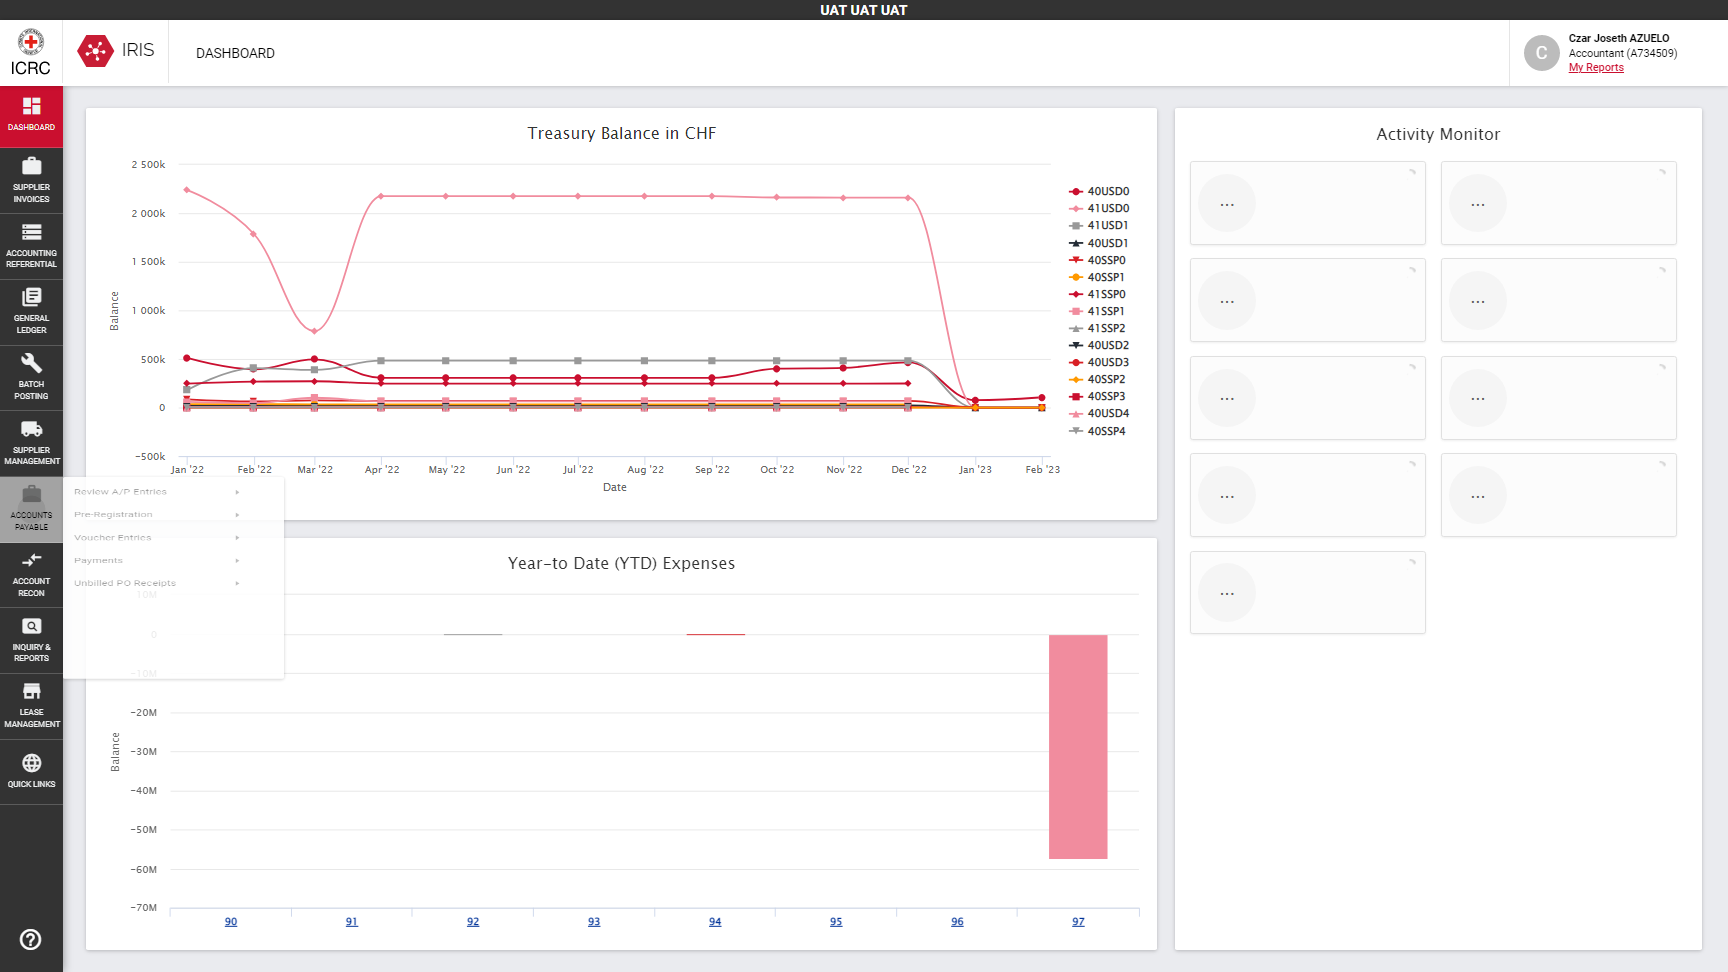 UAT UAT UAT
ICRC
IRIS
DASHBOARD
C
Czar Joseth AZUELO
Accountant (A734509)
My Reports
DASHBOARD
SUPPLIER
INVOICES
ACCOUNTING
REFERENTIAL
GENERAL
LEDGER
BATCH
POSTING
SUPPLIER
MANAGEMENT
ACCOUNTS
PAYABLE
ACCOUNT
RECON
INQUIRY &
REPORTS
LEASE
MANAGEMENT
QUICK LINKS
Review A/P Entries
Pre-Registration
Voucher Entries
Payments
Unbilled PO Receipts
Treasury Balance in CHF
2 500k
2 000k
1 500k
1 000k
500k
0
−500k
Balance
Jan '22
Feb '22
Mar '22
Apr '22
May '22
Jun '22
Jul '22
Aug '22
Sep '22
Oct '22
Nov '22
Dec '22
Jan '23
Feb '23
Date
40USD0
41USD0
41USD1
40USD1
40SSP0
40SSP1
41SSP0
41SSP1
41SSP2
40USD2
40USD3
40SSP2
40SSP3
40USD4
40SSP4
Year-to Date (YTD) Expenses
10M
0
−10M
−20M
−30M
−40M
−50M
−60M
−70M
Balance
90
91
92
93
94
95
96
97
Activity Monitor
...
...
...
...
...
...
...
...
...